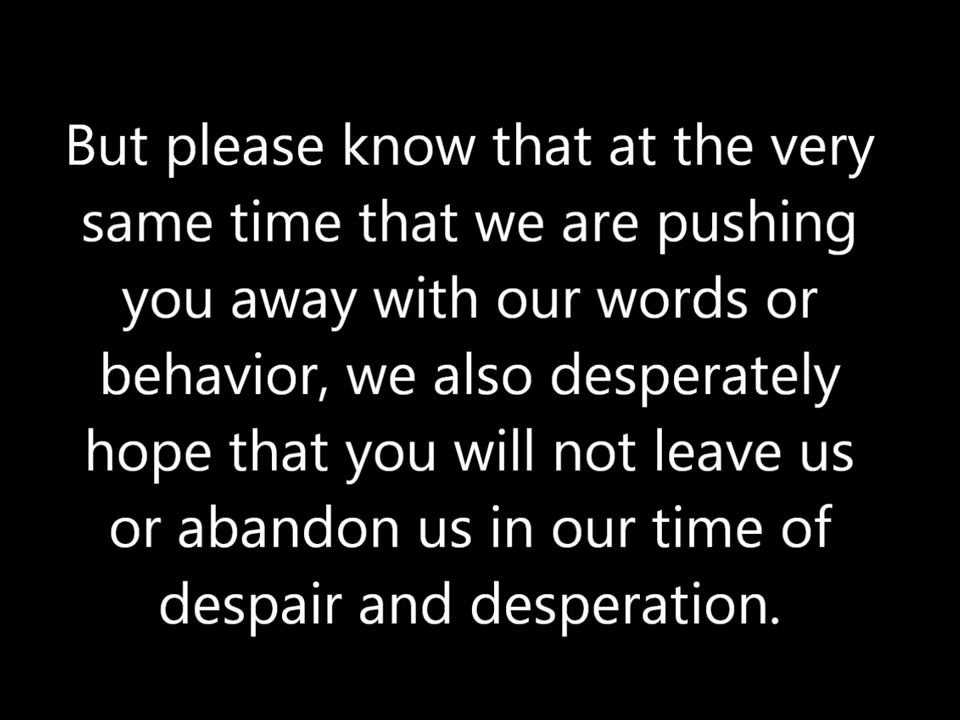 But please know that at the very
same time that we are pushing
you away with our words or
behavior, we also desperately
hope that you will not leave us
or abandon us in our time of
despair and desperation.